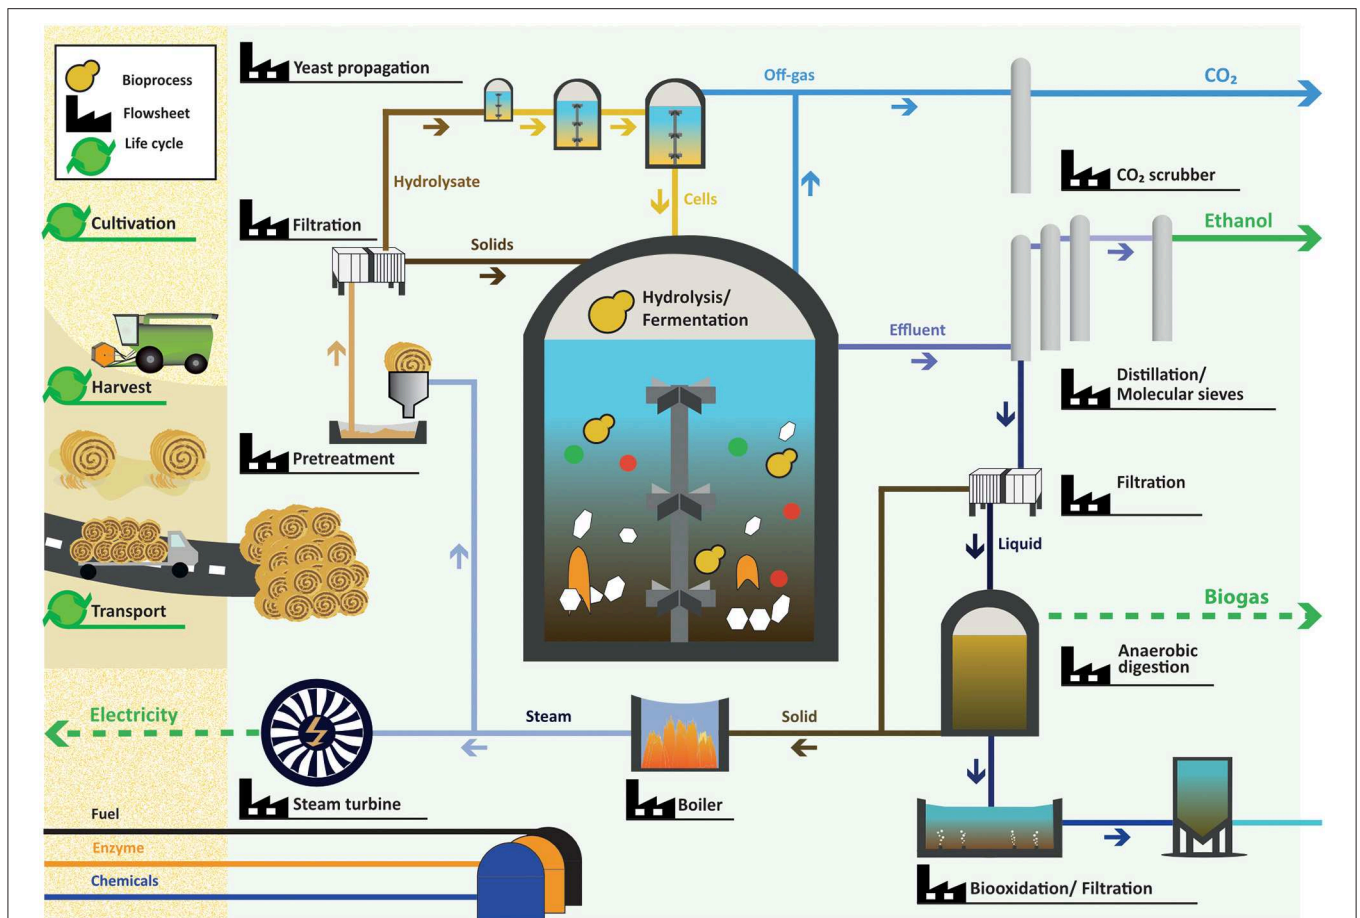 Bioprocess
Flowsheet
Life cycle
Yeast propagation
Off-gas
CO₂
Hydrolysate
Cells
CO₂ scrubber
Cultivation
Filtration
Solids
Ethanol
Hydrolysis/
Fermentation
Effluent
Harvest
Distillation/
Molecular sieves
Pretreatment
Filtration
Liquid
Transport
Biogas
Anaerobic
digestion
Electricity
Steam
Solid
Steam turbine
Boiler
Fuel
Enzyme
Chemicals
Biooxidation/ Filtration